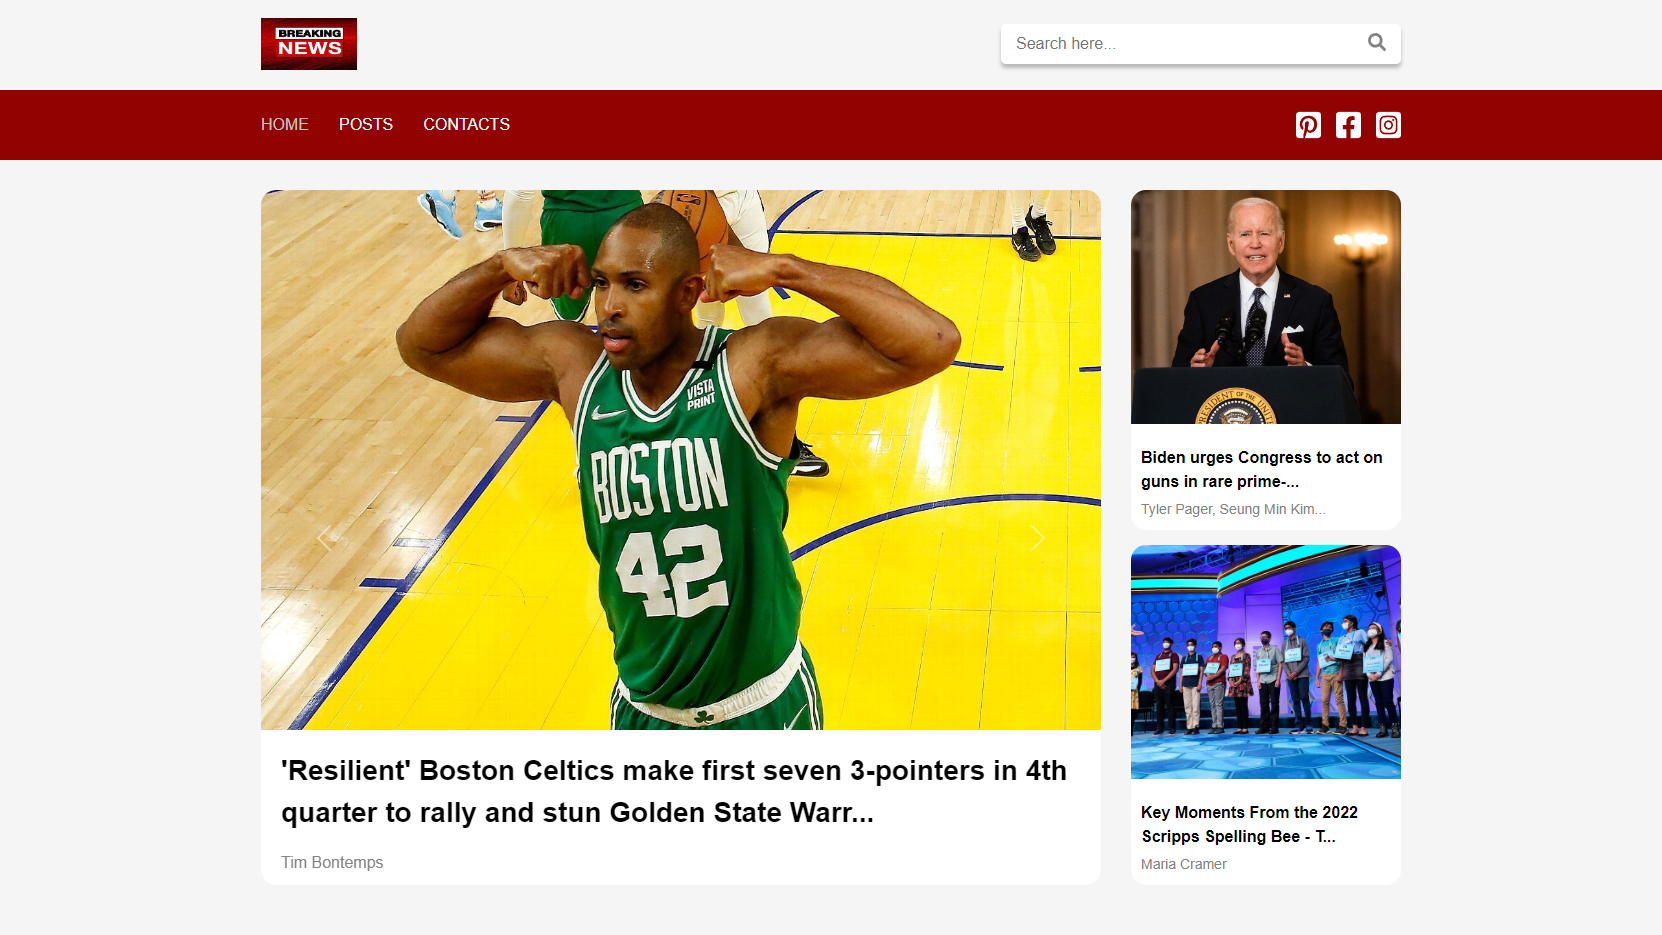 BREAKING
NEWS
Search here...
HOME
POSTS
CONTACTS
VISTA
PRINT
BOSTON
42
'Resilient' Boston Celtics make first seven 3-pointers in 4th
quarter to rally and stun Golden State Warr...
Tim Bontemps
Biden urges Congress to act on
guns in rare prime-...
Tyler Pager, Seung Min Kim...
Key Moments From the 2022
Scripps Spelling Bee - T...
Maria Cramer